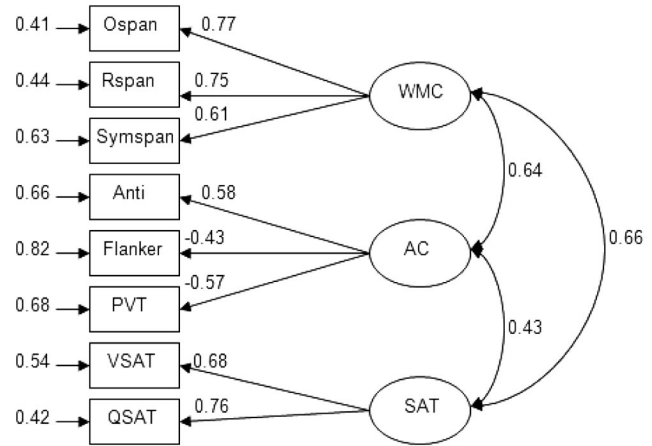 0.41 Ospan 0.77
0.44 Rspan 0.75 WMC
0.63 Symspan 0.61
0.64
0.66 Anti 0.58
0.82 Flanker -0.43 AC 0.66
0.68 PVT -0.57
0.43
0.54 VSAT 0.68
0.42 QSAT 0.76 SAT